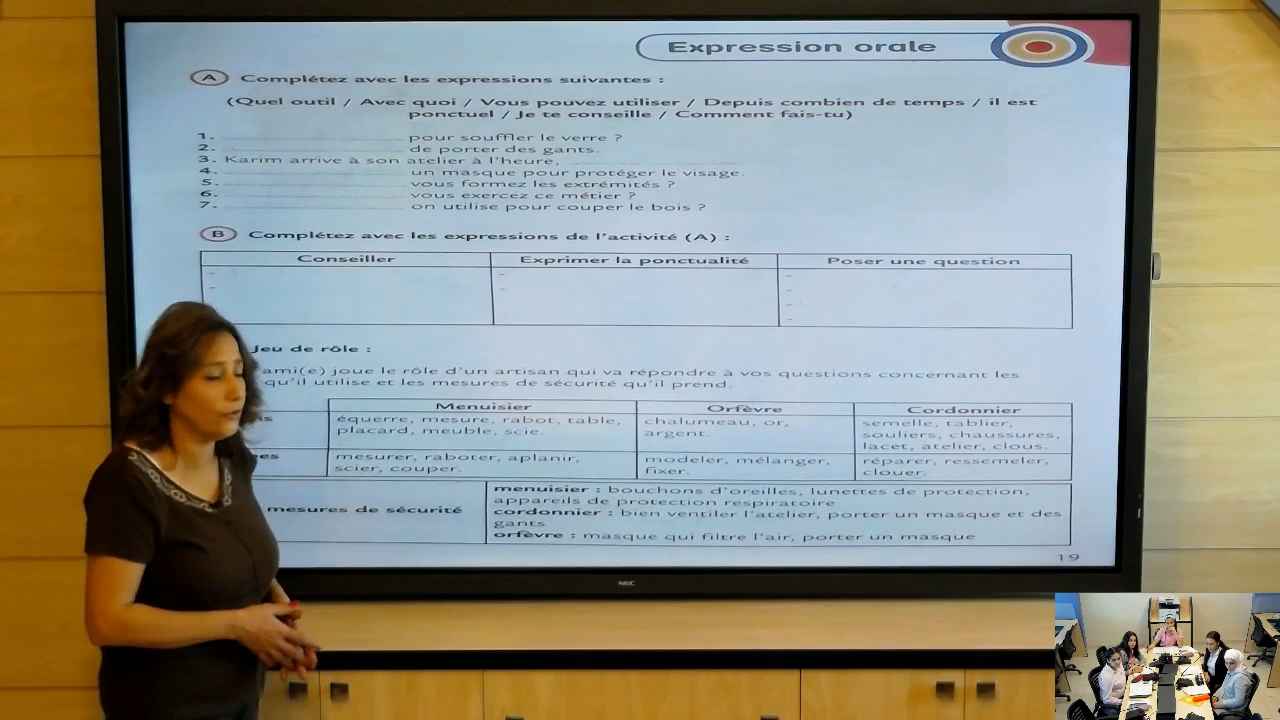 Expression orale
A Complétez avec les expressions suivantes :
(Quel outil / Avec quoi / Vous pouvez utiliser / Depuis combien de temps / il est
ponctuel / Je te conseille / Comment fais-tu)
1. pour souffler le verre ?
2. de porter des gants.
3. Karim arrive à son atelier à l'heure,
4. un masque pour protéger le visage.
5. vous formez les extrémités ?
6. vous exercez ce métier ?
7. on utilise pour couper le bois ?
B Complétez avec les expressions de l'activité (A) :
Conseiller Exprimer la ponctualité Poser une question
Jeu de rôle :
ami(e) joue le rôle d'un artisan qui va répondre à vos questions concernant les
qu'il utilise et les mesures de sécurité qu'il prend.
Menuisier Orfèvre Cordonnier
équerre, mesure, rabot, table, placard, meuble, scie.
chalumeau, or, argent.
semelle, tablier, souliers, chaussures, lacet, atelier, clous.
mesurer, raboter, aplanir, scier, couper.
modeler, mélanger, fixer.
réparer, ressemeler, clouer.
mesures de sécurité
menuisier : bouchons d'oreilles, lunettes de protection,
appareils de protection respiratoire
cordonnier : bien ventiler l'atelier, porter un masque et des
gants
orfèvre : masque qui filtre l'air, porter un masque
19
NEC